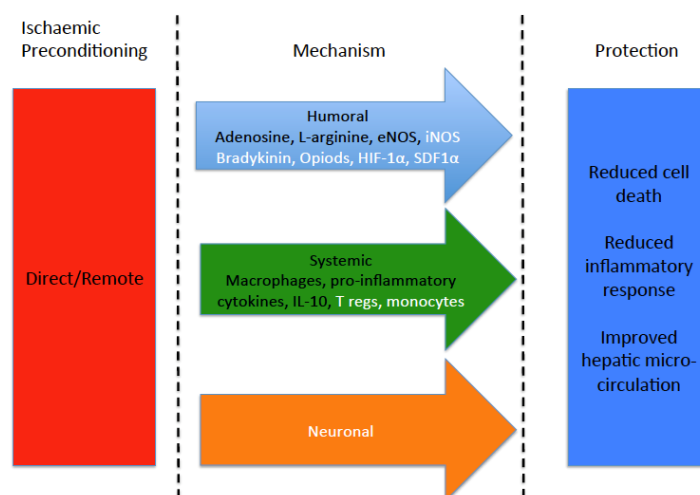 Ischaemic
Preconditioning
Mechanism
Protection
Direct/Remote
Humoral
Adenosine, L-arginine, eNOS, iNOS
Bradykinin, Opiods, HIF-1α, SDF1α
Systemic
Macrophages, pro-inflammatory
cytokines, IL-10, T regs, monocytes
Neuronal
Reduced cell
death
Reduced
inflammatory
response
Improved
hepatic micro-
circulation